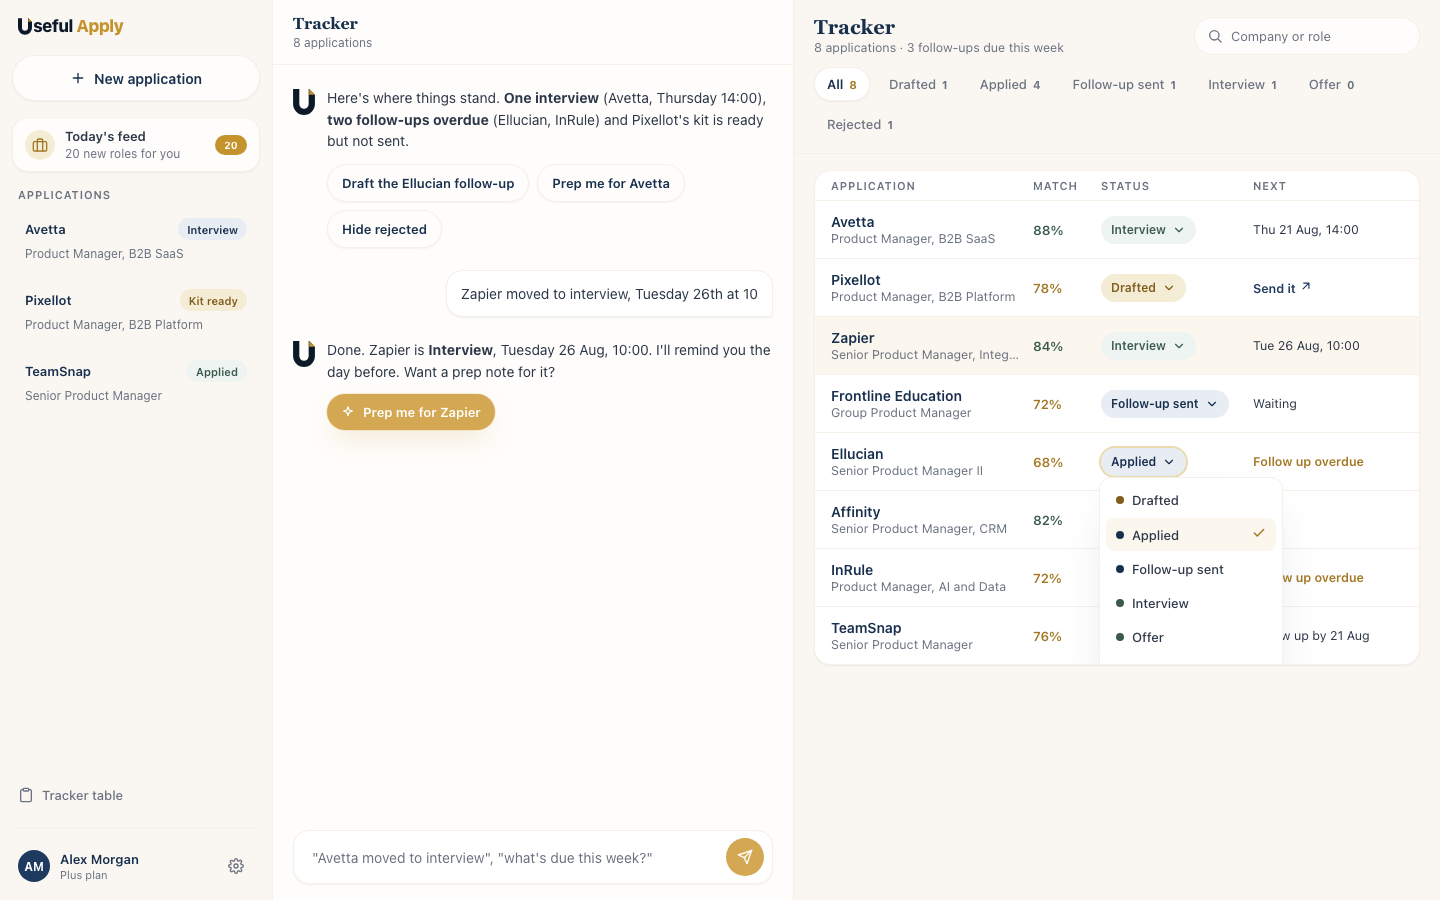 Useful Apply
New application
Today's feed
20 new roles for you
20
APPLICATIONS
Avetta
Interview
Product Manager, B2B SaaS
Pixellot
Kit ready
Product Manager, B2B Platform
TeamSnap
Applied
Senior Product Manager
Tracker table
AM
Alex Morgan
Plus plan
Tracker
8 applications
Here's where things stand. One interview (Avetta, Thursday 14:00),
two follow-ups overdue (Ellucian, InRule) and Pixellot's kit is ready
but not sent.
Draft the Ellucian follow-up
Prep me for Avetta
Hide rejected
Zapier moved to interview, Tuesday 26th at 10
Done. Zapier is Interview, Tuesday 26 Aug, 10:00. I'll remind you the
day before. Want a prep note for it?
Prep me for Zapier
"Avetta moved to interview", "what's due this week?"
Tracker
8 applications · 3 follow-ups due this week
Company or role
All 8
Drafted 1
Applied 4
Follow-up sent 1
Interview 1
Offer 0
Rejected 1
APPLICATION
MATCH
STATUS
NEXT
Avetta
Product Manager, B2B SaaS
88%
Interview
Thu 21 Aug, 14:00
Pixellot
Product Manager, B2B Platform
78%
Drafted
Send it ↗
Zapier
Senior Product Manager, Integ...
84%
Interview
Tue 26 Aug, 10:00
Frontline Education
Group Product Manager
72%
Follow-up sent
Waiting
Ellucian
Senior Product Manager II
68%
Applied
Follow up overdue
Drafted
Applied
Follow-up sent
Interview
Offer
Affinity
Senior Product Manager, CRM
82%
InRule
Product Manager, AI and Data
72%
w up overdue
TeamSnap
Senior Product Manager
76%
w up by 21 Aug